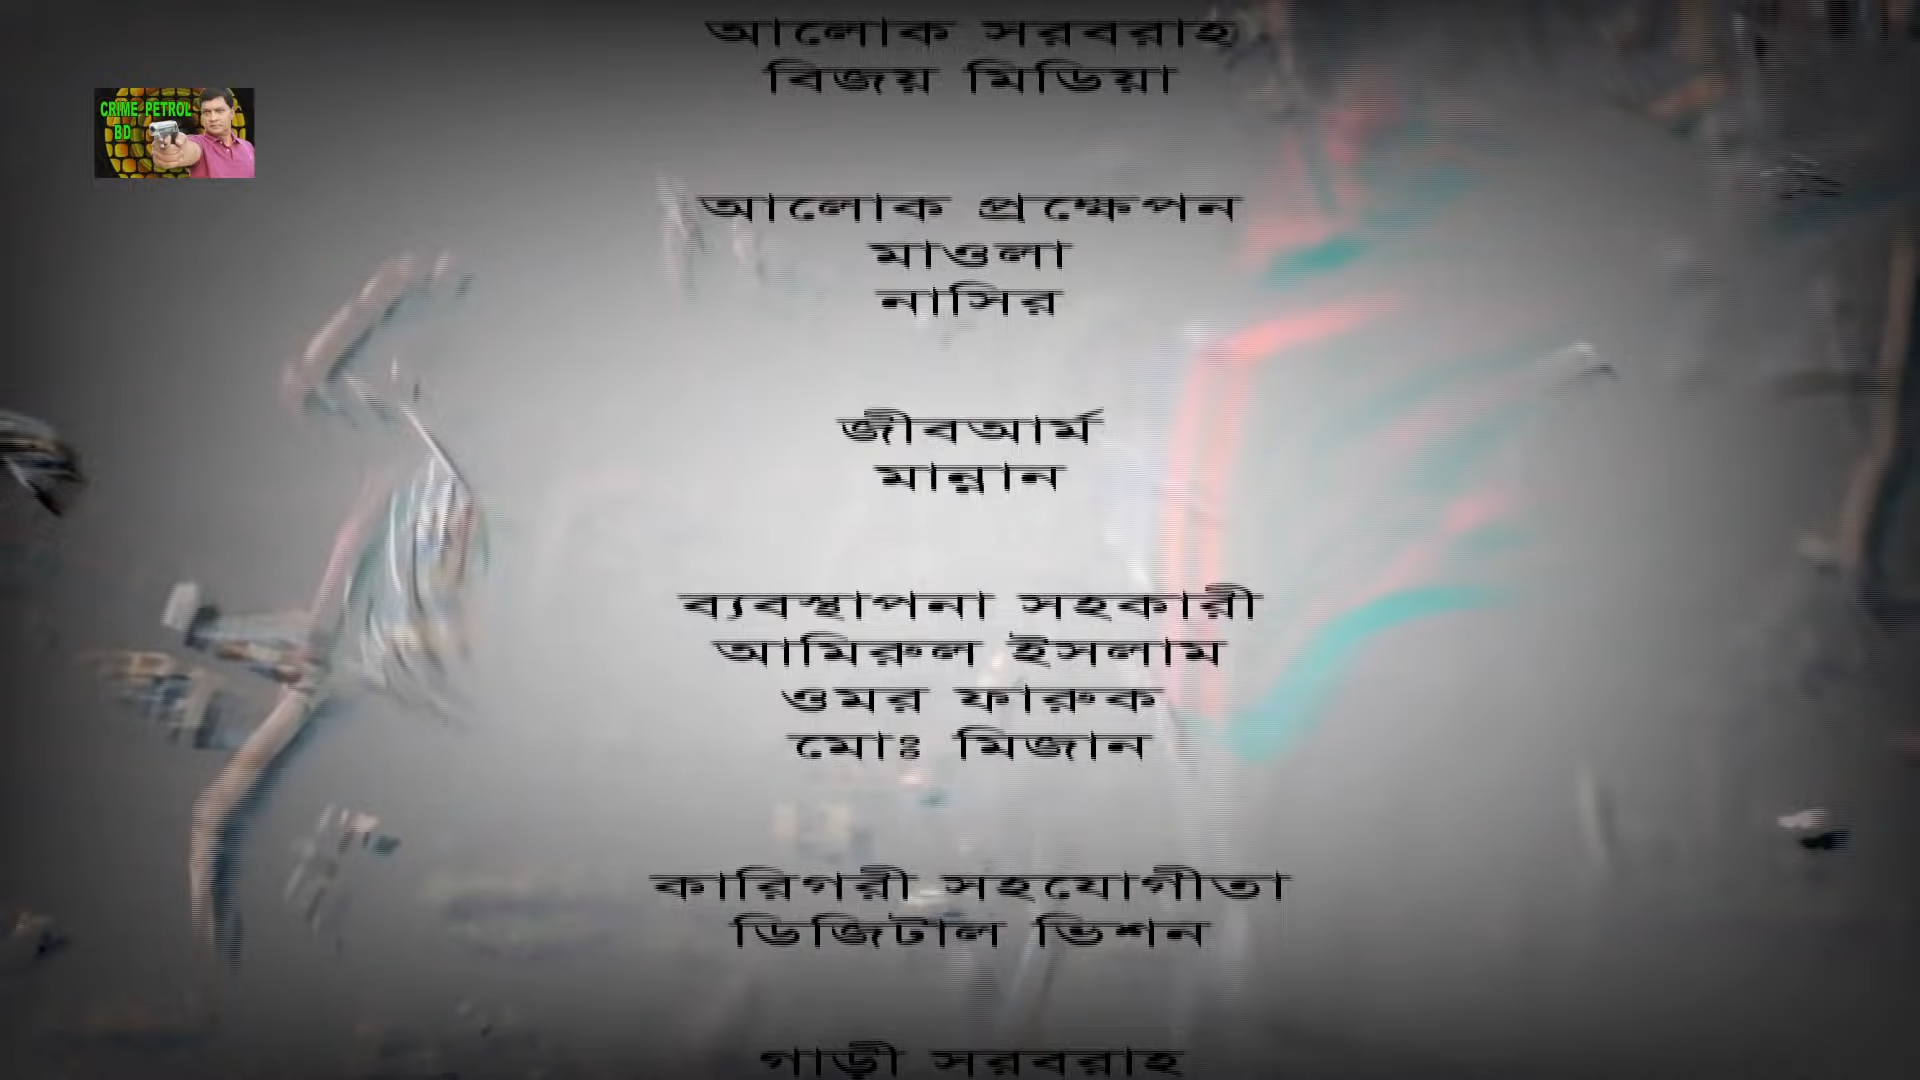 CRIME PETROL
BD
আলোক সরবরাহ
বিজয় মিডিয়া
আলোক প্রক্ষেপন
মাওলা
নাসির
জীবআর্ম
মান্নান
ব্যবস্থাপনা সহকারী
আমিরুল ইসলাম
ওমর ফারুক
মোঃ মিজান
কারিগরী সহযোগীতা
ডিজিটাল ভিশন
গাড়ী সরবরাহ